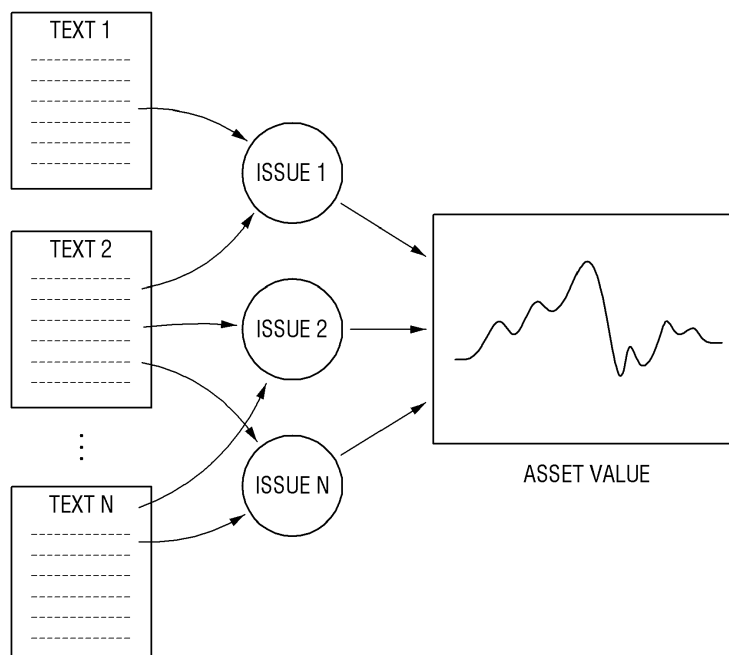 TEXT 1
ISSUE 1
TEXT 2
ISSUE 2
ISSUE N
ASSET VALUE
TEXT N